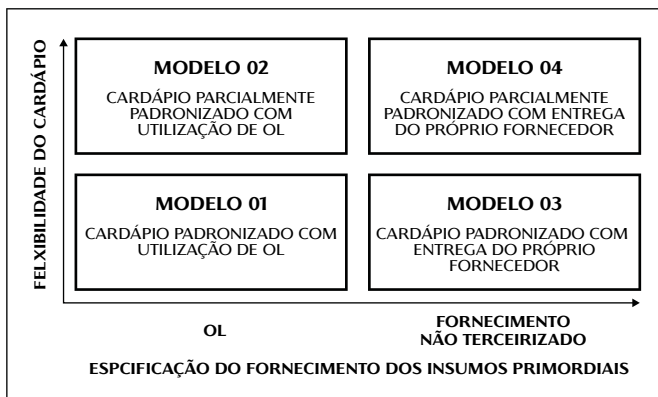 FELXIBILIDADE DO CARDÁPIO
MODELO 02
CARDÁPIO PARCIALMENTE
PADRONIZADO COM
UTILIZAÇÃO DE OL
MODELO 04
CARDÁPIO PARCIALMENTE
PADRONIZADO COM ENTREGA
DO PRÓPRIO FORNECEDOR
MODELO 01
CARDÁPIO PADRONIZADO COM
UTILIZAÇÃO DE OL
MODELO 03
CARDÁPIO PADRONIZADO COM
ENTREGA DO PRÓPRIO
FORNECEDOR
OL
FORNECIMENTO
NÃO TERCEIRIZADO
ESPCIFICAÇÃO DO FORNECIMENTO DOS INSUMOS PRIMORDIAIS